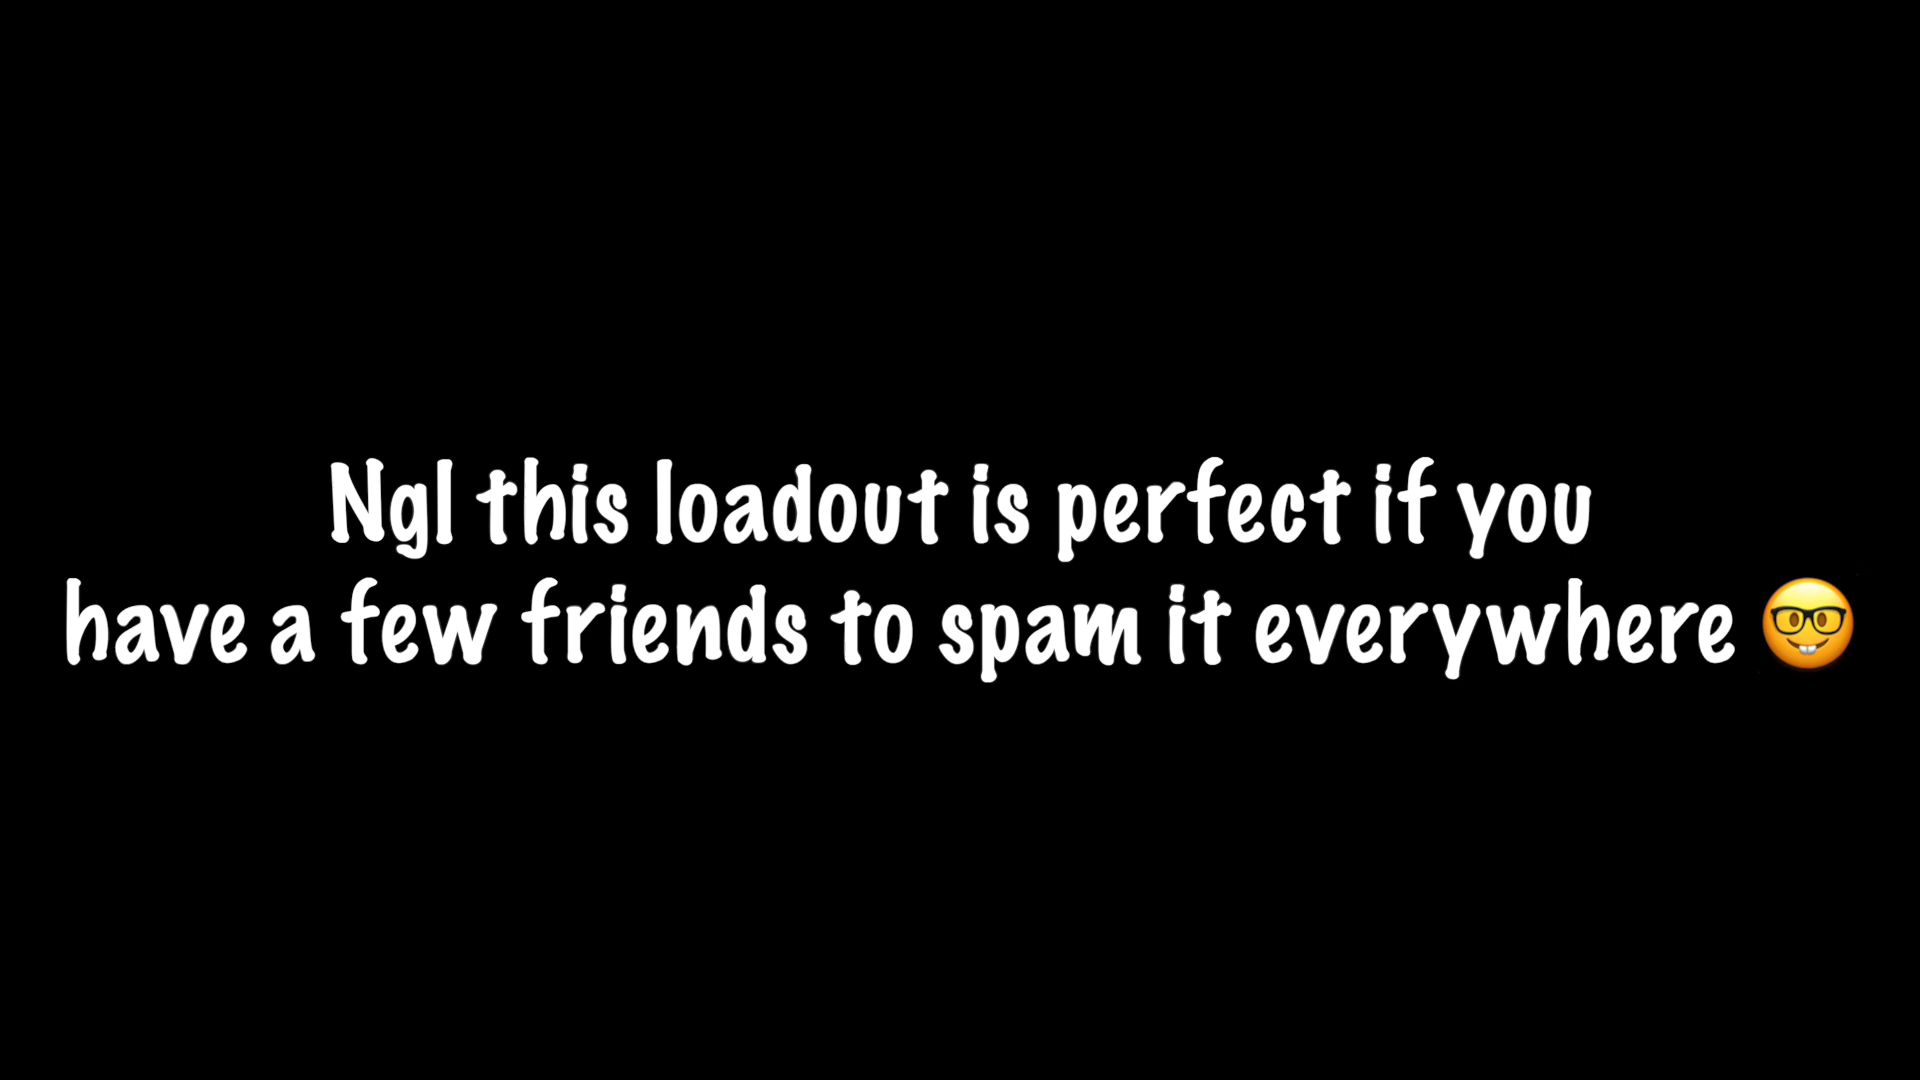 Ngl this loadout is perfect if you
have a few friends to spam it everywhere 🤓